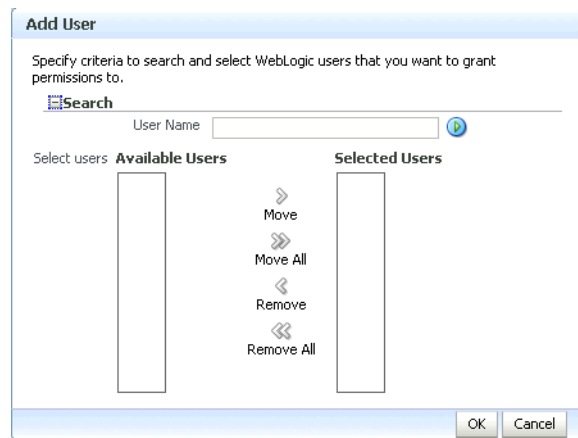 Add User
Specify criteria to search and select WebLogic users that you want to grant
permissions to.
Search
User Name
Select users Available Users Selected Users
Move
Move All
Remove
Remove All
OK Cancel